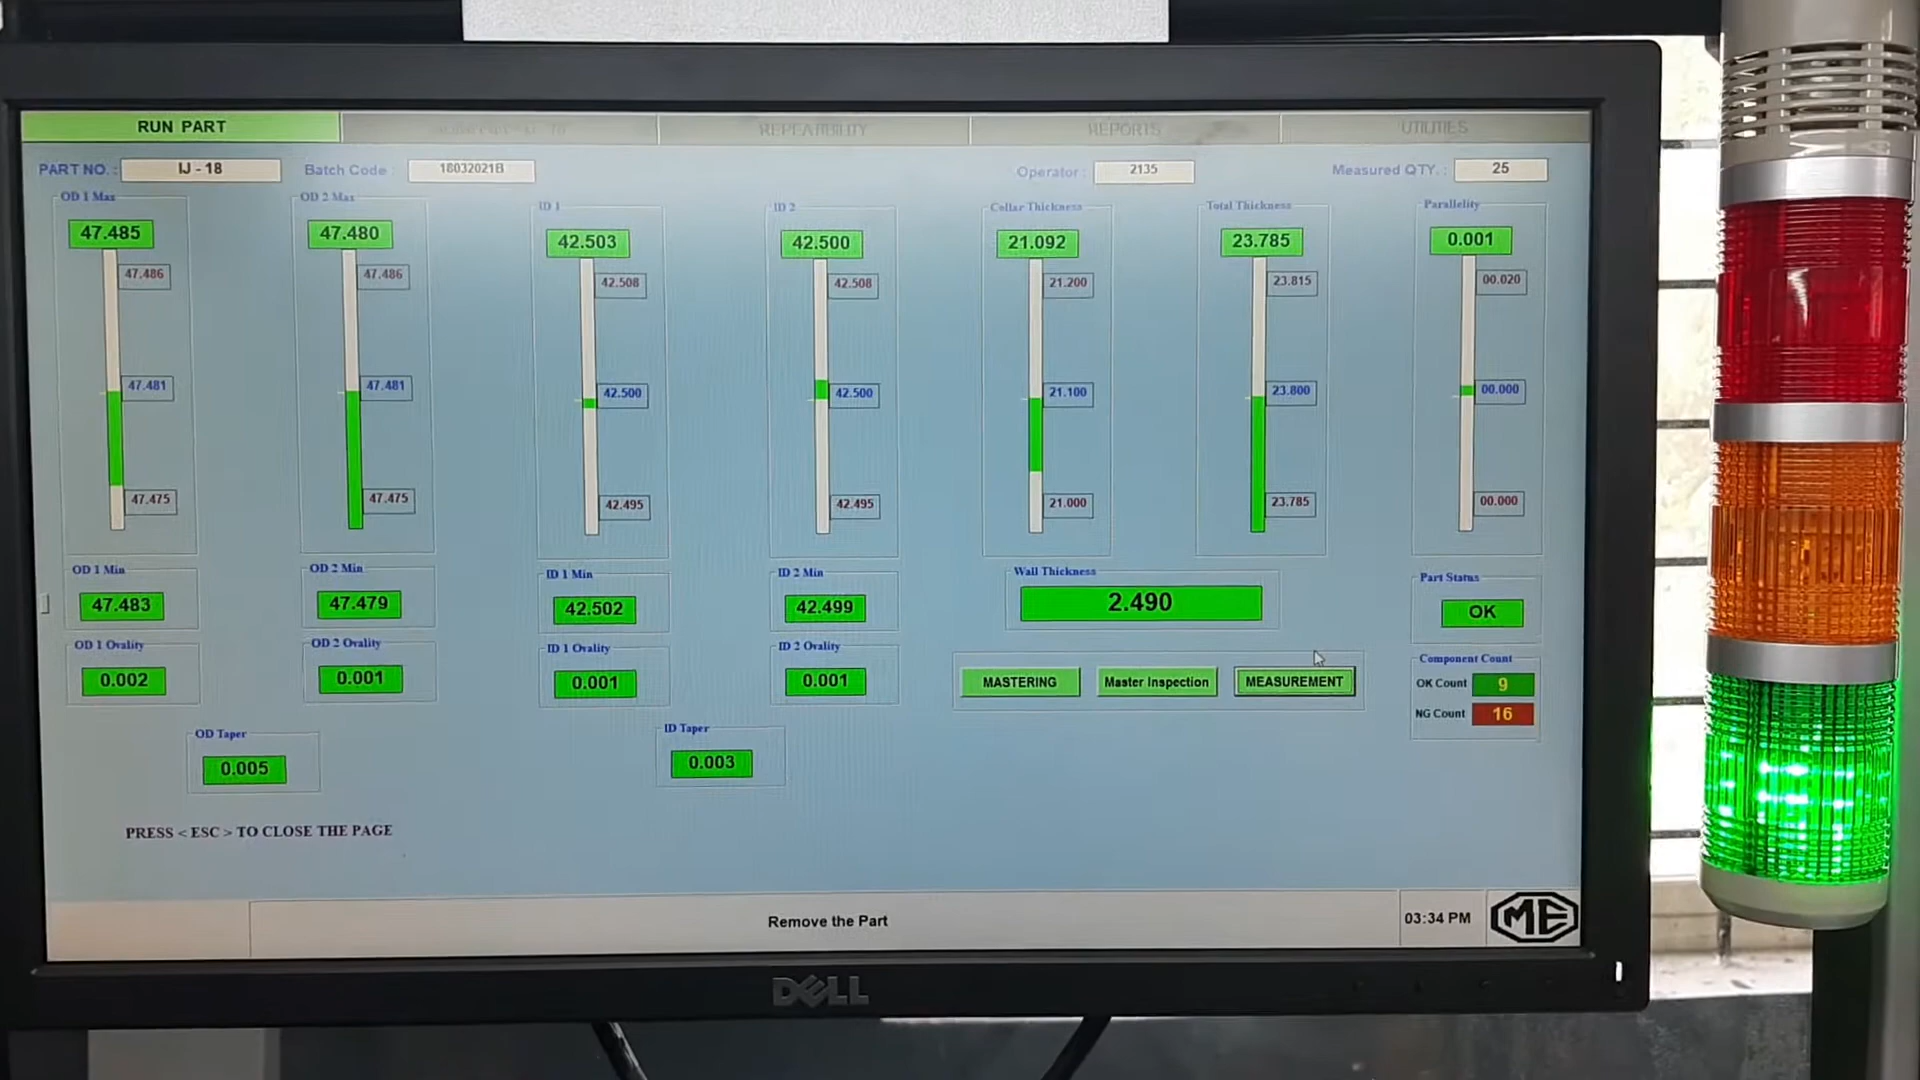 RUN PART REPEATIBILITY REPORTS UTILITIES
PART NO. : IJ - 18 Batch Code : 18032021B Operator : 2135 Measured QTY. : 25
OD 1 Max OD 2 Max ID 1 ID 2 Collar Thickness Total Thickness Parallelity
47.485 47.480 42.503 42.500 21.092 23.785 0.001
47.486 47.486 42.508 42.508 21.200 23.815 00.020
47.481 47.481 42.500 42.500 21.100 23.800 00.000
47.475 47.475 42.495 42.495 21.000 23.785 00.000
OD 1 Min OD 2 Min ID 1 Min ID 2 Min Wall Thickness Part Status
47.483 47.479 42.502 42.499 2.490 OK
OD 1 Ovality OD 2 Ovality ID 1 Ovality ID 2 Ovality Component Count
0.002 0.001 0.001 0.001 MASTERING Master Inspection MEASUREMENT OK Count 9
NG Count 16
OD Taper ID Taper
0.005 0.003
PRESS < ESC > TO CLOSE THE PAGE
Remove the Part 03:34 PM ME
DELL